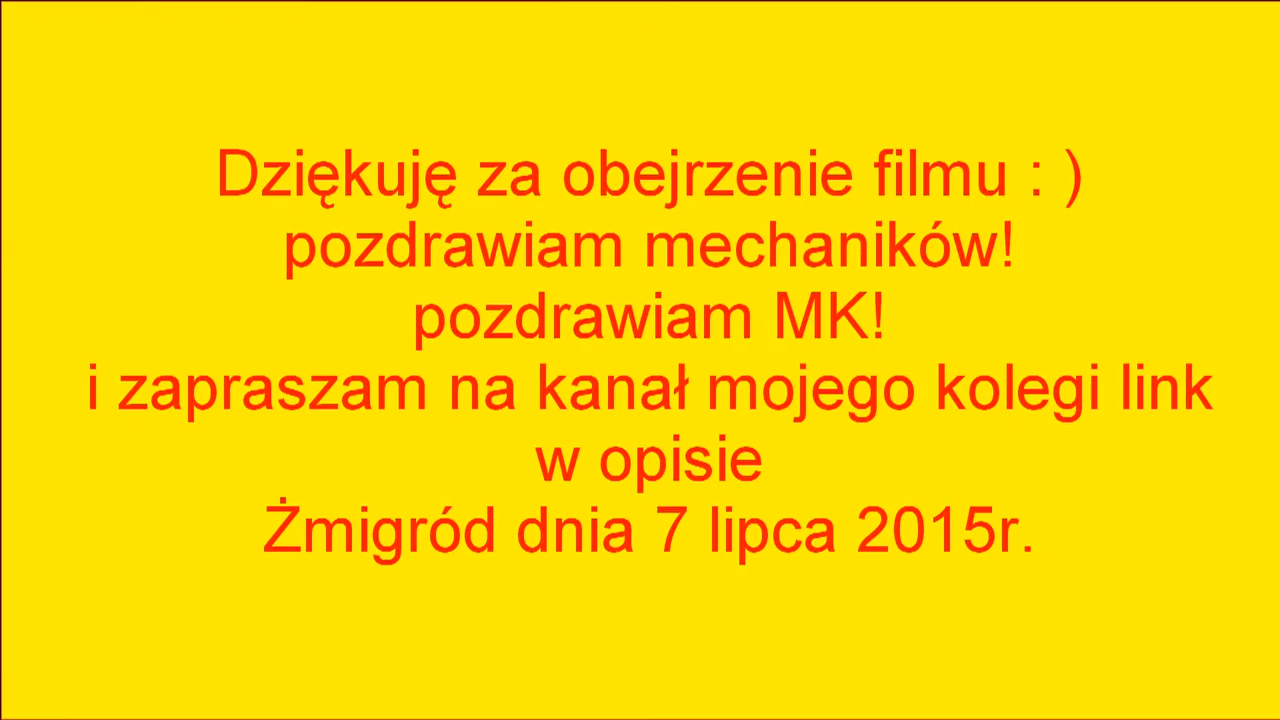 Dziękuję za obejrzenie filmu : )
pozdrawiam mechaników!
pozdrawiam MK!
i zapraszam na kanał mojego kolegi link
w opisie
Żmigród dnia 7 lipca 2015r.